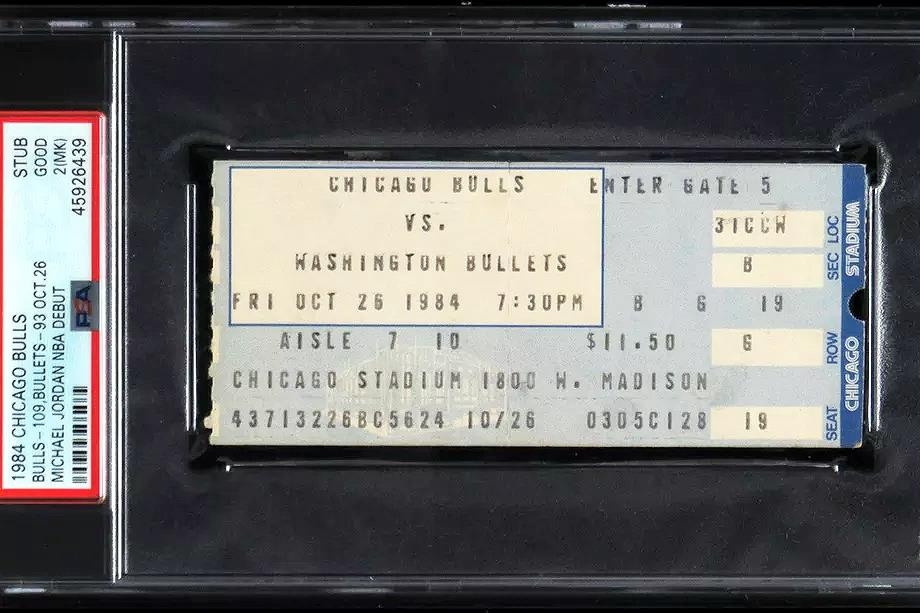 1984 CHICAGO BULLS STUB
BULLS-109,BULLETS-93 OCT.26 GOOD
MICHAEL JORDAN NBA DEBUT 2(MK)
45926439
PSA
CHICAGO BULLS ENTER GATE 5
VS. 31CCW LOC
WASHINGTON BULLETS B SEC
FRI OCT 26 1984 7:30PM B G 19
AISLE 7 10 $11.50 G ROW
CHICAGO STADIUM 1800 W. MADISON
43713226BC5624 10/26 0305C128 19 SEAT
CHICAGO STADIUM